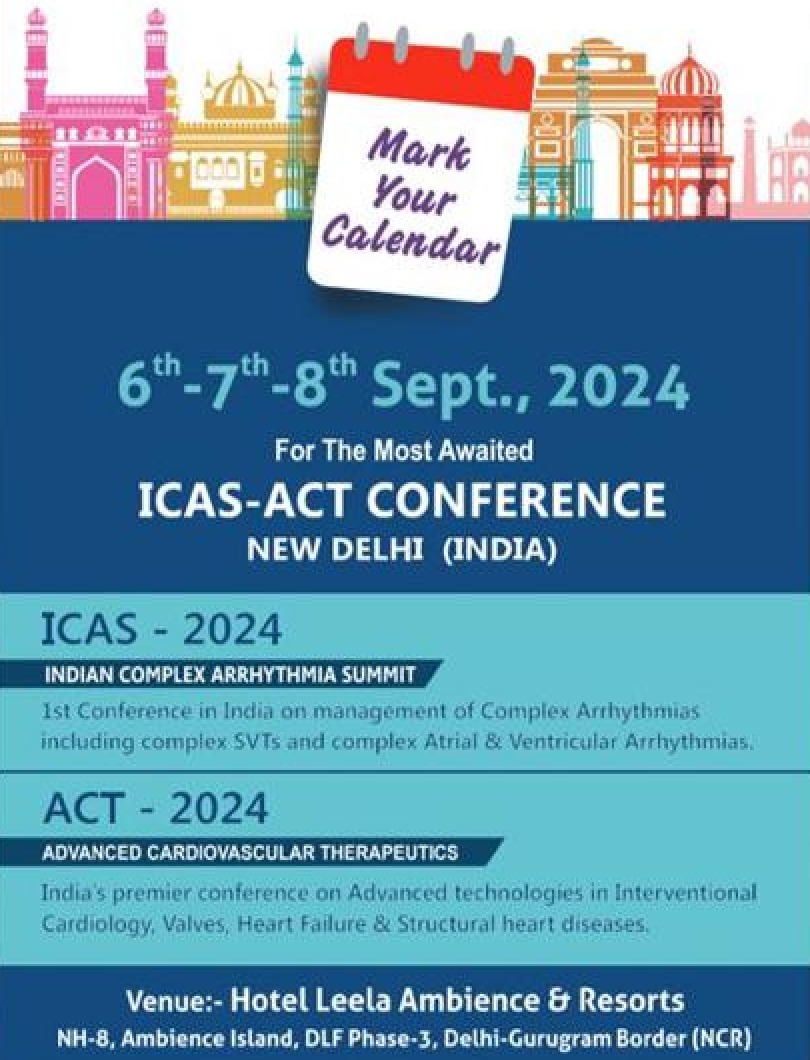 Mark
Your
Calendar
6th-7th-8th Sept., 2024
For The Most Awaited
ICAS-ACT CONFERENCE
NEW DELHI (INDIA)
ICAS - 2024
INDIAN COMPLEX ARRHYTHMIA SUMMIT
1st Conference in India on management of Complex Arrhythmias
including complex SVTs and complex Atrial & Ventricular Arrhythmias.
ACT - 2024
ADVANCED CARDIOVASCULAR THERAPEUTICS
India's premier conference on Advanced technologies in Interventional
Cardiology, Valves, Heart Failure & Structural heart diseases.
Venue:- Hotel Leela Ambience & Resorts
NH-8, Ambience Island, DLF Phase-3, Delhi-Gurugram Border (NCR)